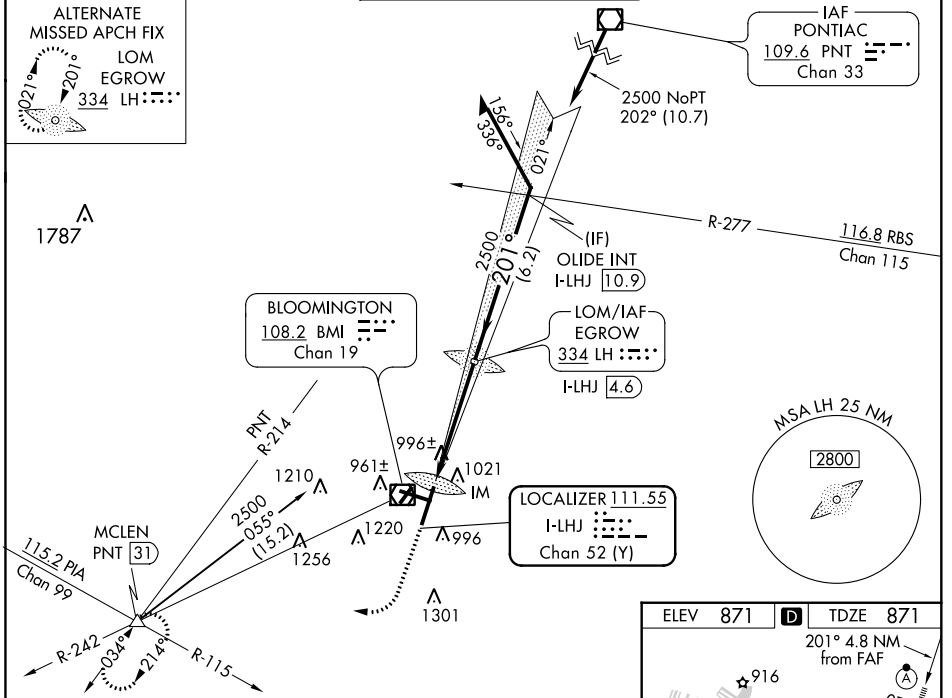 ALTERNATE
MISSED APCH FIX
LOM
EGROW
334 LH
021°
201°
IAF
PONTIAC
109.6 PNT
Chan 33
2500 NoPT
202° (10.7)
156°
336°
021°
1787
R-277
116.8 RBS
Chan 115
(IF)
OLIDE INT
I-LHJ 10.9
2500
201°
(6.2)
BLOOMINGTON
108.2 BMI
Chan 19
LOM/IAF
EGROW
334 LH
I-LHJ 4.6
MSA LH 25 NM
2800
PNT
R-214
996±
961±
1021
IM
1210
LOCALIZER 111.55
I-LHJ
Chan 52 (Y)
2500
055°
(15.2)
1220
996
1256
MCLEN
PNT 31
115.2 PIA
Chan 99
1301
R-242
034°
214°
R-115
ELEV 871 D TDZE 871
201° 4.8 NM
from FAF
916
A